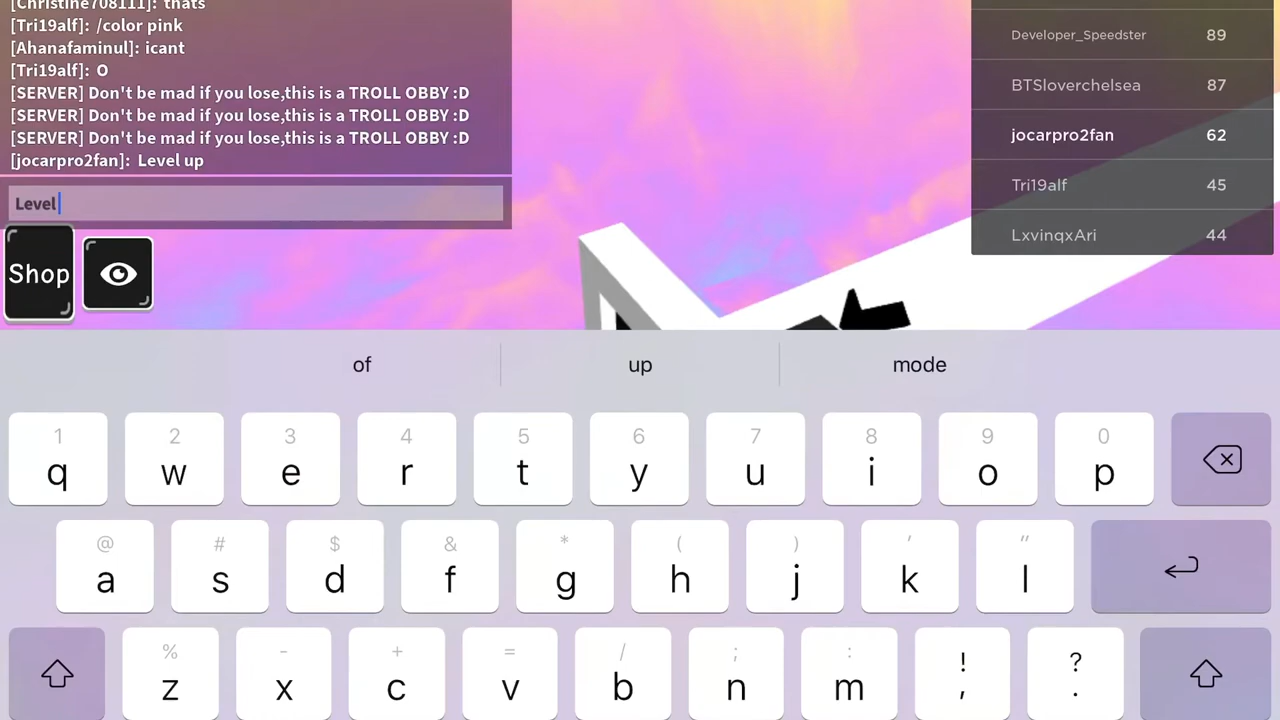 [Christine708111]: thats
[Tri19alf]: /color pink
[Ahanafaminul]: icant
[Tri19alf]: O
[SERVER] Don't be mad if you lose,this is a TROLL OBBY :D
[SERVER] Don't be mad if you lose,this is a TROLL OBBY :D
[SERVER] Don't be mad if you lose,this is a TROLL OBBY :D
[jocarpro2fan]: Level up
Level
Shop
Developer_Speedster 89
BTSloverchelsea 87
jocarpro2fan 62
Tri19alf 45
LxvinqxAri 44
of up mode
1 2 3 4 5 6 7 8 9 0
q w e r t y u i o p
@ # $ & * ( ) ' "
a s d f g h j k l
% - + = / ; : ! ?
z x c v b n m , .